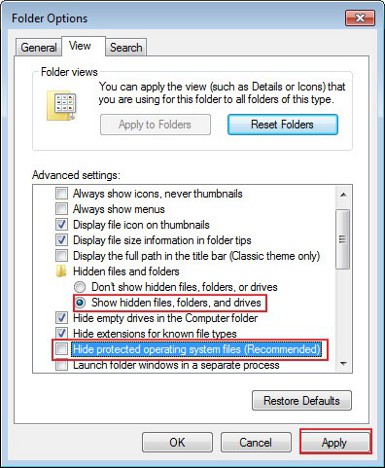 Folder Options
General View Search
Folder views
You can apply the view (such as Details or Icons) that
you are using for this folder to all folders of this type.
Apply to Folders Reset Folders
Advanced settings:
Always show icons, never thumbnails
Always show menus
Display file icon on thumbnails
Display file size information in folder tips
Display the full path in the title bar (Classic theme only)
Hidden files and folders
Don't show hidden files, folders, or drives
Show hidden files, folders, and drives
Hide empty drives in the Computer folder
Hide extensions for known file types
Hide protected operating system files (Recommended)
Launch folder windows in a separate process
Restore Defaults
OK Cancel Apply